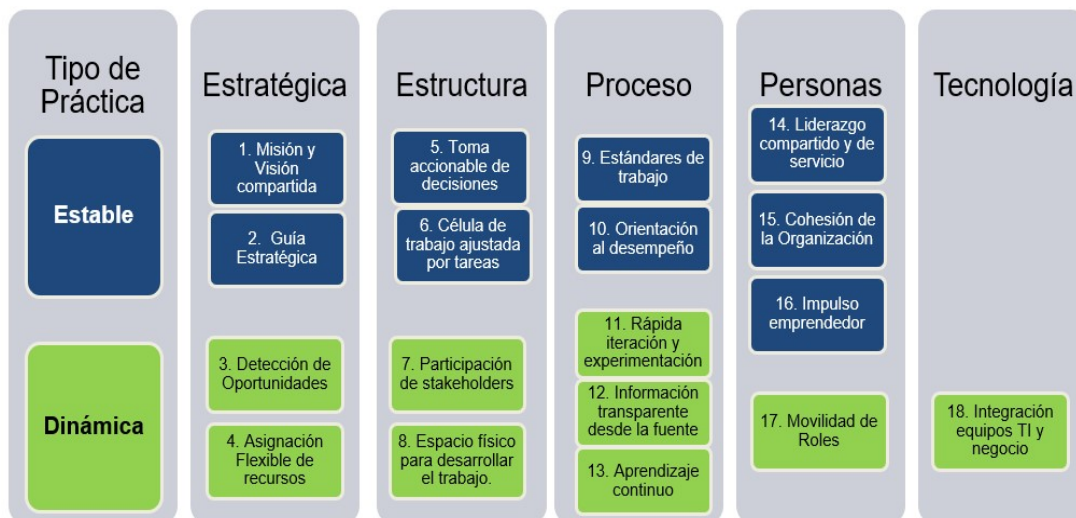 Tipo de
Práctica
Estable
Dinámica
Estratégica
1. Misión y
Visión
compartida
2. Guía
Estratégica
3. Detección de
Oportunidades
4. Asignación
Flexible de
recursos
Estructura
5. Toma
accionable de
decisiones
6. Célula de
trabajo ajustada
por tareas
7. Participación
de stakeholders
8. Espacio físico
para desarrollar
el trabajo.
Proceso
9. Estándares de
trabajo
10. Orientación
al desempeño
11. Rápida
iteración y
experimentación
12. Información
transparente
desde la fuente
13. Aprendizaje
continuo
Personas
14. Liderazgo
compartido y de
servicio
15. Cohesión de
la Organización
16. Impulso
emprendedor
17. Movilidad de
Roles
Tecnología
18. Integración
equipos TI y
negocio